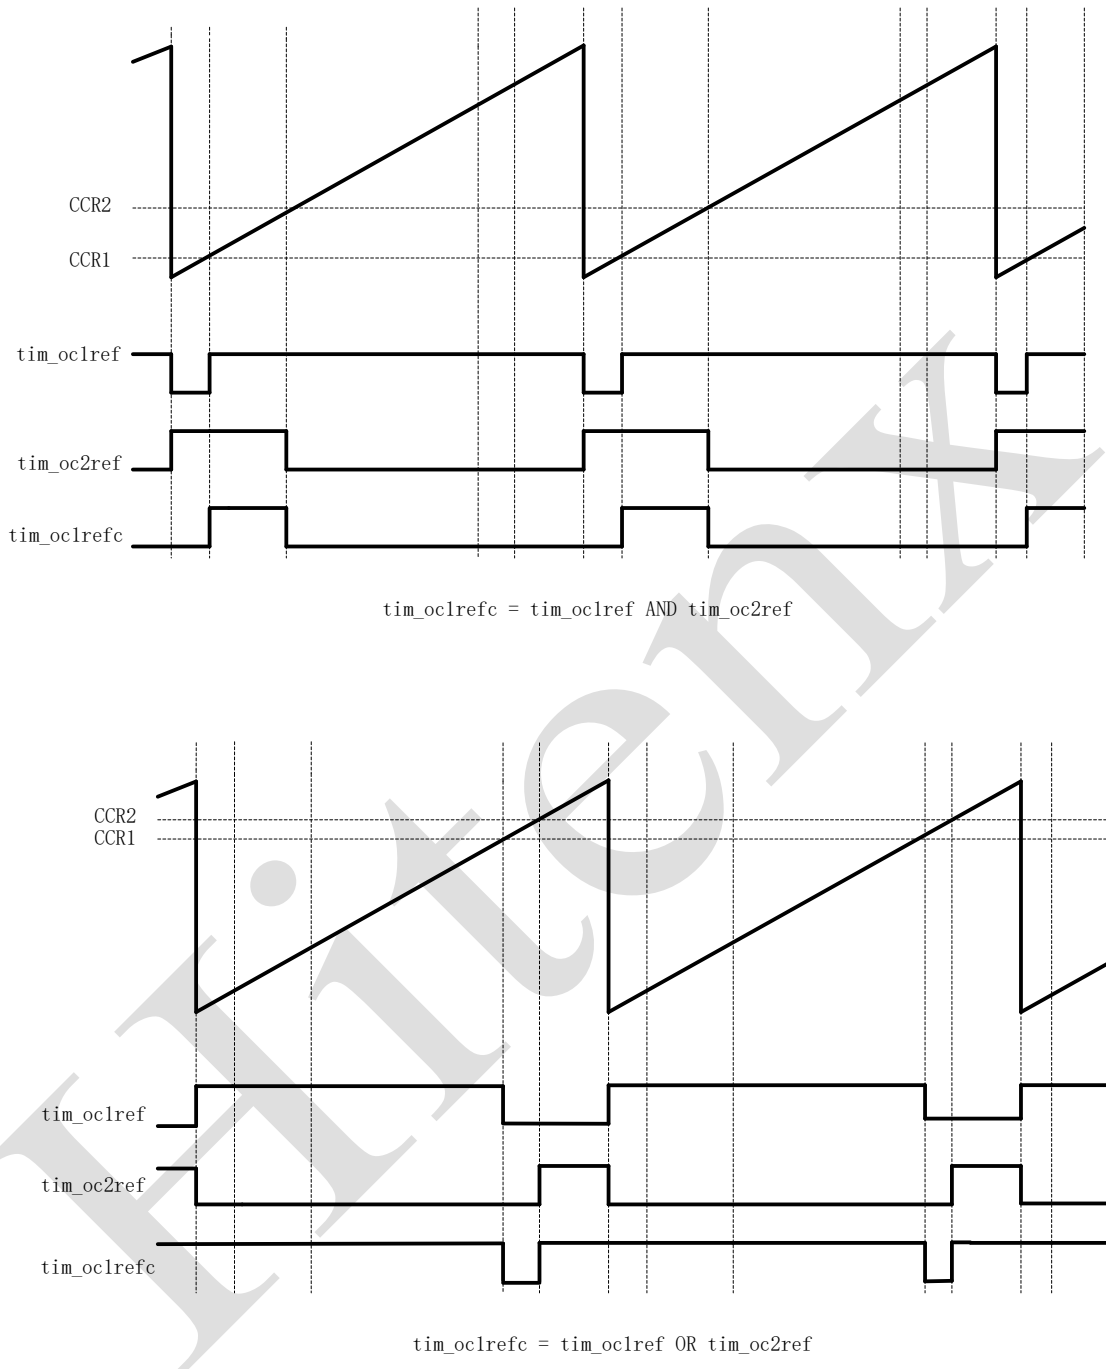 CCR2
CCR1
tim_oc1ref
tim_oc2ref
tim_oc1refc
tim_oc1refc = tim_oc1ref AND tim_oc2ref
CCR2
CCR1
tim_oc1ref
tim_oc2ref
tim_oc1refc
tim_oc1refc = tim_oc1ref OR tim_oc2ref
Hitenx